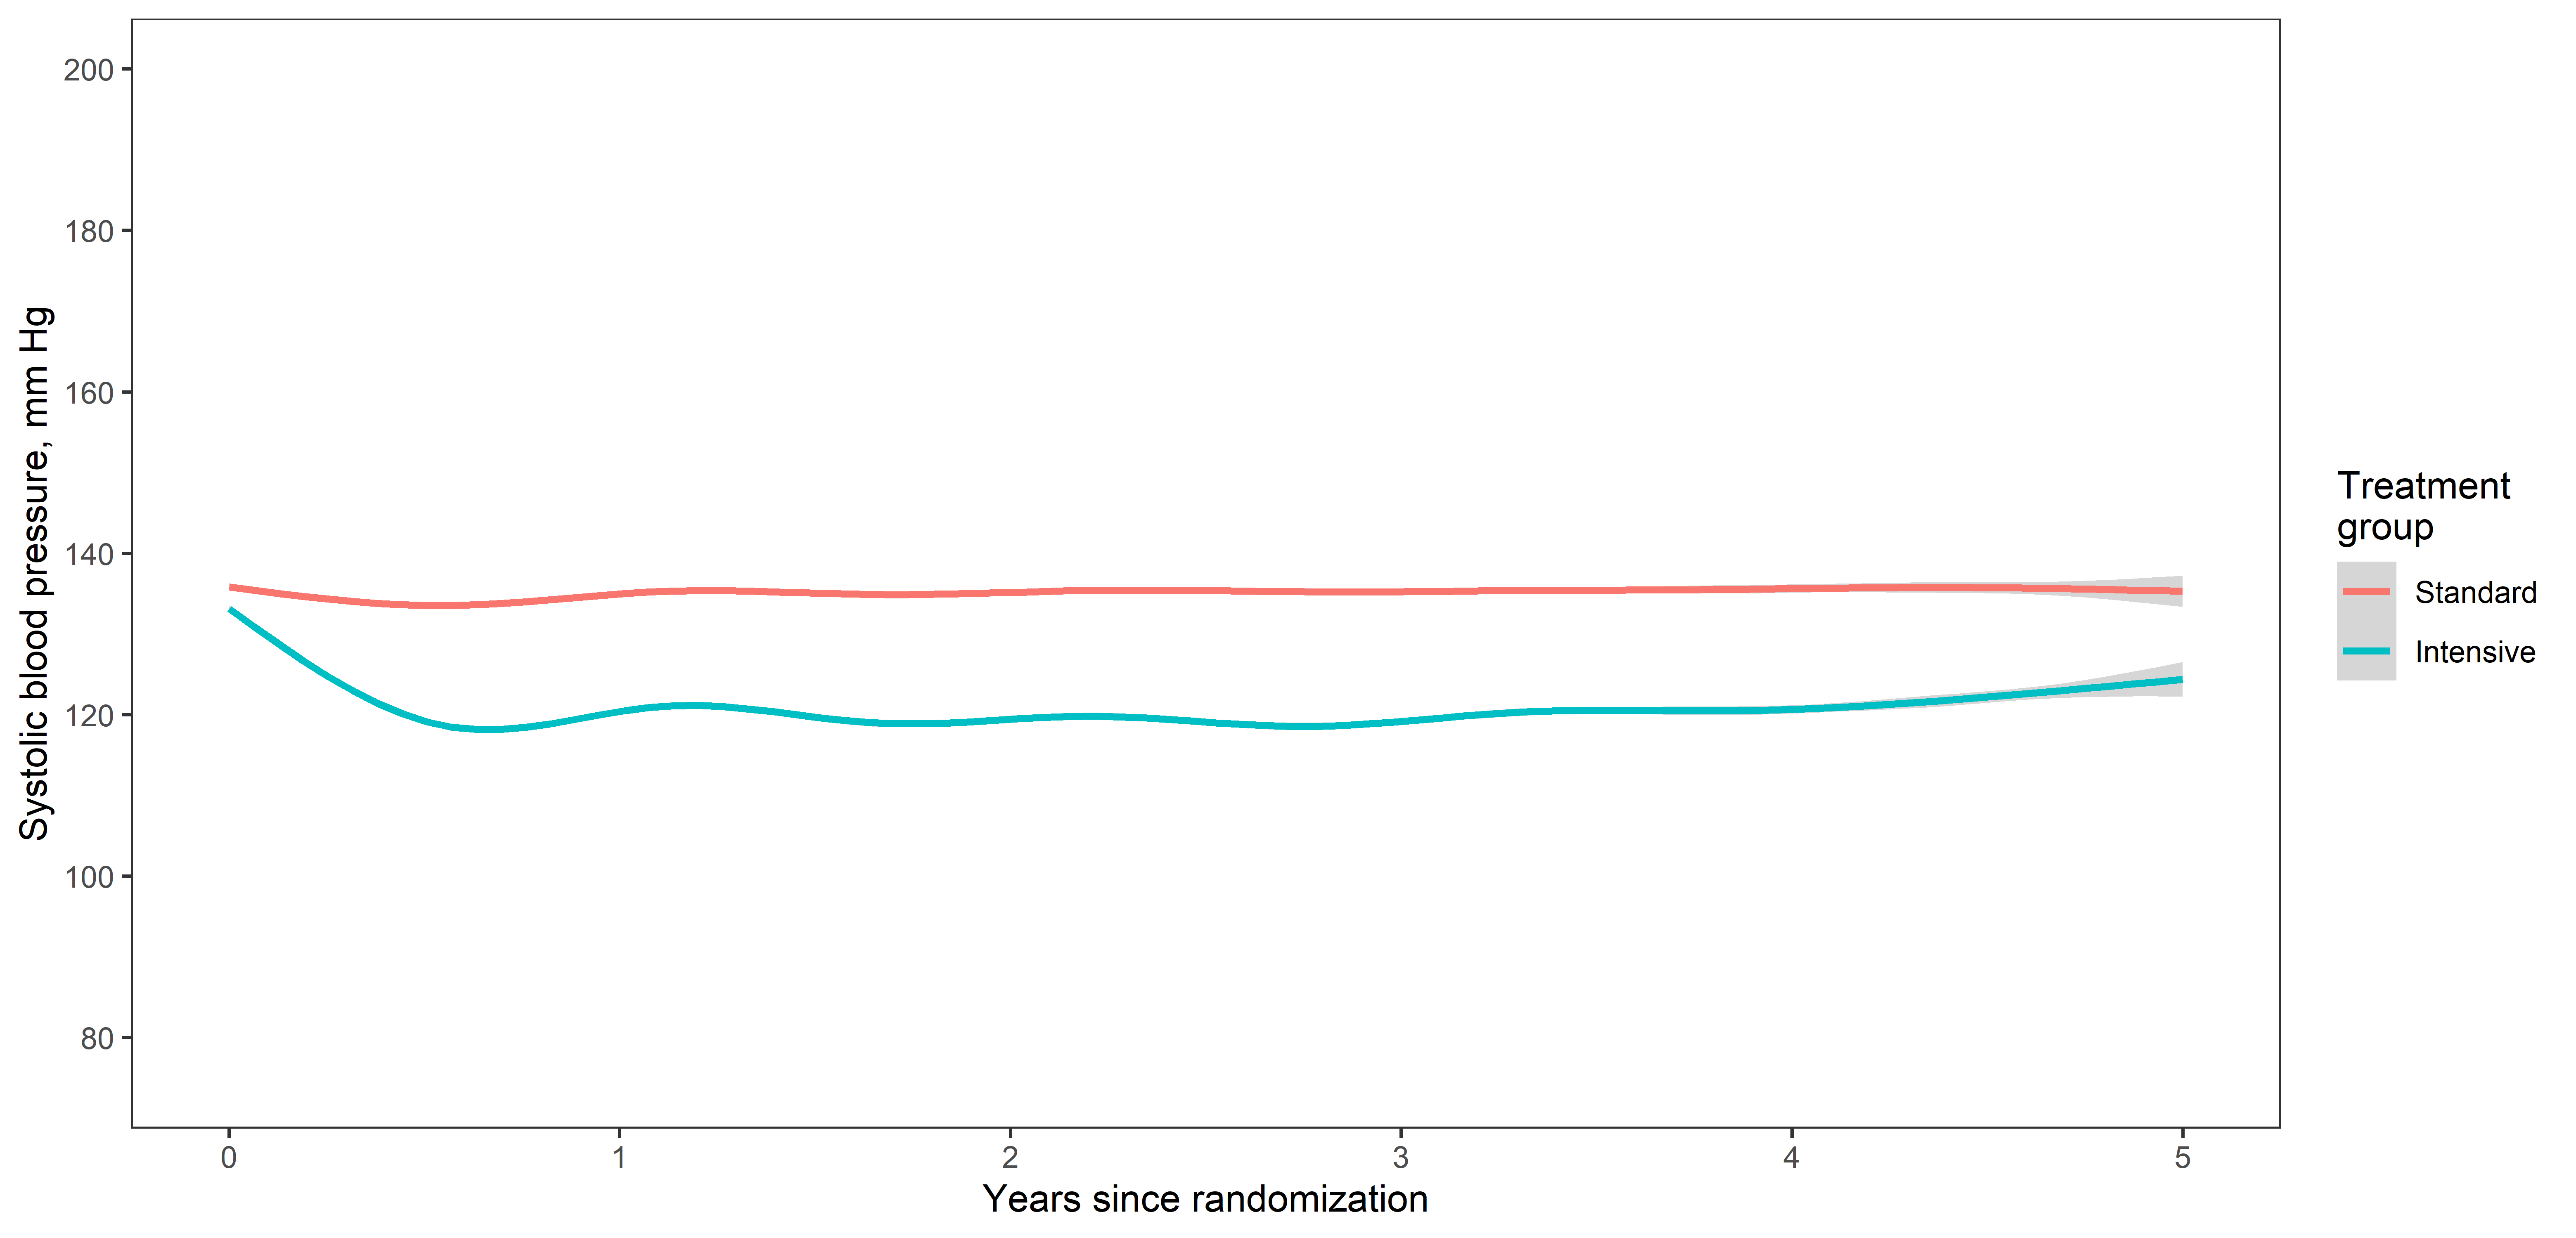 200
180
160
140
120
100
80
Systolic blood pressure, mm Hg
0 1 2 3 4 5
Years since randomization
Treatment
group
Standard
Intensive